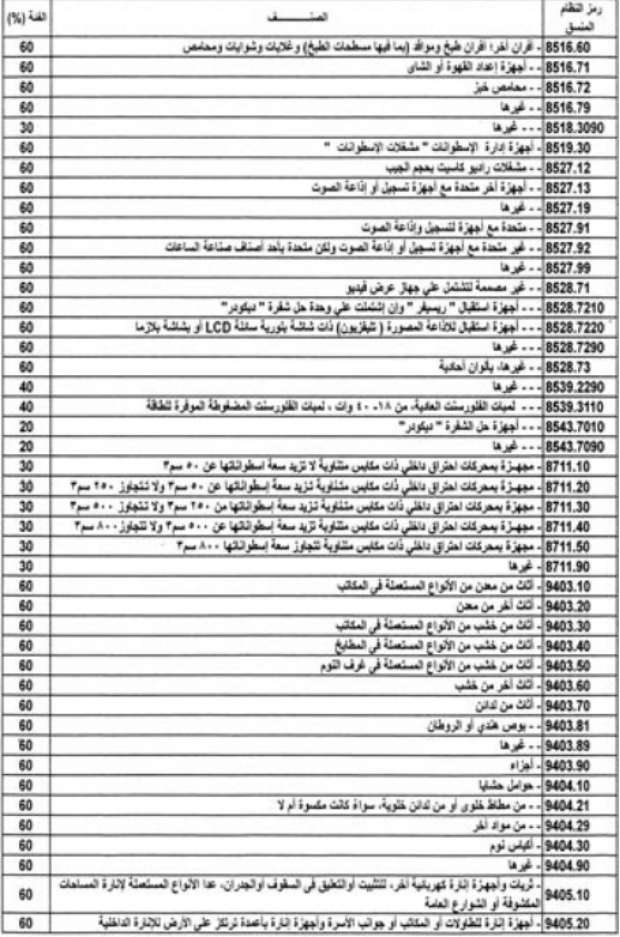 رمز النظام المنسق الصنـــــــف الفئة (%)
8516.60 - أفران أخر؛ أفران طبخ ومواقد (بما فيها مسطحات الطبخ) وغلايات وشوايات ومحامص 60
8516.71 - - أجهزة إعداد القهوة أو الشاى 60
8516.72 - - محامص خبز 60
8516.79 - - غيرها 60
8518.3090 - - - غيرها 30
8519.30 - أجهزة إدارة الإسطوانات " مشغلات الإسطوانات " 60
8527.12 - - مشغلات راديو كاسيت بحجم الجيب 60
8527.13 - - أجهزة أخر متحدة مع أجهزة تسجيل أو إذاعة الصوت 60
8527.19 - - غيرها 60
8527.91 - - متحدة مع أجهزة لتسجيل وإذاعة الصوت 60
8527.92 - - غير متحدة مع أجهزة تسجيل أو إذاعة الصوت ولكن متحدة بأحد أصناف صناعة الساعات 60
8527.99 - - غيرها 60
8528.71 - - غير مصممة لتشتمل علي جهاز عرض فيديو 60
8528.7210 - - - أجهزة استقبال " ريسيفر " وان إشتملت علي وحدة حل شفرة " ديكودر" 60
8528.7220 - - - أجهزة استقبال للاذاعة المصورة ( تليفزيون) ذات شاشة بلورية سائلة LCD أو بشاشة بلازما 60
8528.7290 - - - غيرها 60
8528.73 - - غيرها، بألوان أحادية 60
8539.2290 - - - غيرها 40
8539.3110 - - - لمبات الفلورسنت العادية، من ١٨- ٤٠ وات ، لمبات الفلورسنت المضغوطة الموفرة للطاقة 40
8543.7010 - - - أجهزة حل الشفرة " ديكودر" 20
8543.7090 - - - غيرها 20
8711.10 - مجهزة بمحركات احتراق داخلي ذات مكابس متناوبة لا تزيد سعة اسطواناتها عن ٥٠ سم٣ 30
8711.20 - مجهزة بمحركات احتراق داخلي ذات مكابس متناوبة تزيد سعة إسطواناتها عن ٥٠ سم٣ ولا تتجاوز ٢٥٠ سم٣ 30
8711.30 - مجهزة بمحركات احتراق داخلي ذات مكابس متناوبة تزيد سعة إسطواناتها من ٢٥٠ سم٣ ولا تتجاوز ٥٠٠ سم٣ 30
8711.40 - مجهزة بمحركات احتراق داخلي ذات مكابس متناوبة تزيد سعة إسطواناتها عن ٥٠٠ سم٣ ولا تتجاوز ٨٠٠ سم٣ 30
8711.50 - مجهزة بمحركات احتراق داخلي ذات مكابس متناوبة تتجاوز سعة إسطواناتها ٨٠٠ سم٣ 30
8711.90 - غيرها 30
9403.10 - أثاث من معدن من الأنواع المستعملة في المكاتب 60
9403.20 - أثاث أخر من معدن 60
9403.30 - أثاث من خشب من الأنواع المستعملة في المكاتب 60
9403.40 - أثاث من خشب من الأنواع المستعملة في المطابخ 60
9403.50 - أثاث من خشب من الأنواع المستعملة في غرف النوم 60
9403.60 - أثاث أخر من خشب 60
9403.70 - أثاث من لدائن 60
9403.81 - - بوص هندي أو الروطان 60
9403.89 - - غيرها 60
9403.90 - أجزاء 60
9404.10 - حوامل حشايا 60
9404.21 - - من مطاط خلوى أو من لدائن خلوية، سواءً كانت مكسوة أم لا 60
9404.29 - - من مواد أخر 60
9404.30 - أكياس نوم 60
9404.90 - غيرها 60
9405.10 - ثريات وأجهزة إنارة كهربائية أخر، للتثبيت أوالتعليق في السقوف أوالجدران، عدا الأنواع المستعملة لإنارة المساحات
المكشوفة أو الشوارع العامة 60
9405.20 - أجهزة إنارة للطاولات أو المكاتب أو جوانب الأسرة وأجهزة إنارة بأعمدة ترتكز علي الأرض للإنارة الداخلية 60